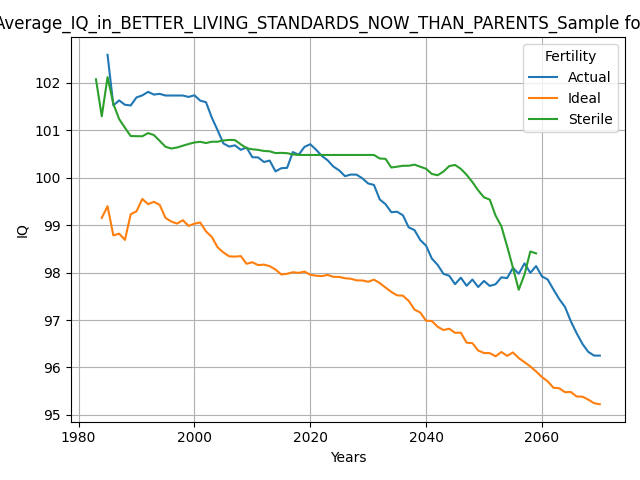 Average_IQ_in_BETTER_LIVING_STANDARDS_NOW_THAN_PARENTS_Sample fo
Fertility
Actual
Ideal
Sterile
102
101
100
99
98
97
96
95
IQ
1980 2000 2020 2040 2060
Years